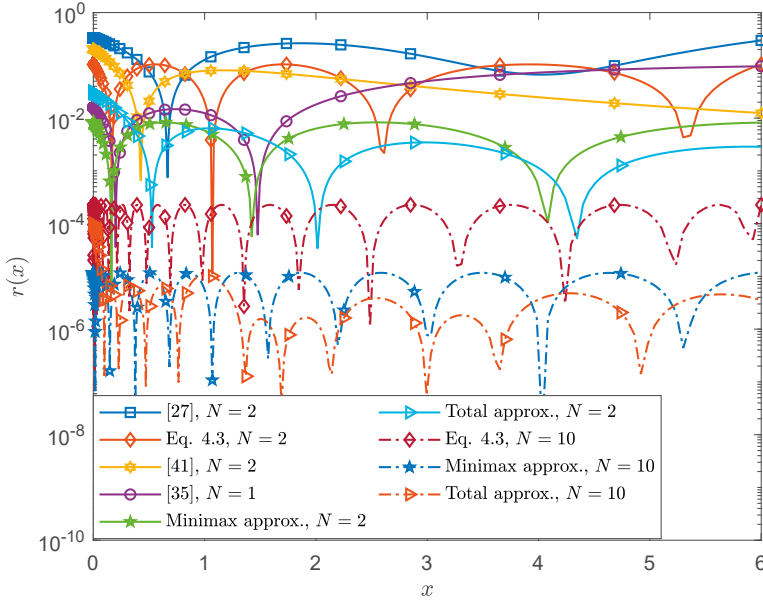 10^0
10^-2
10^-4
10^-6
10^-8
10^-10
r(x)
[27], N = 2
Eq. 4.3, N = 2
[41], N = 2
[35], N = 1
Minimax approx., N = 2
Total approx., N = 2
Eq. 4.3, N = 10
Minimax approx., N = 10
Total approx., N = 10
0 1 2 3 4 5 6
x